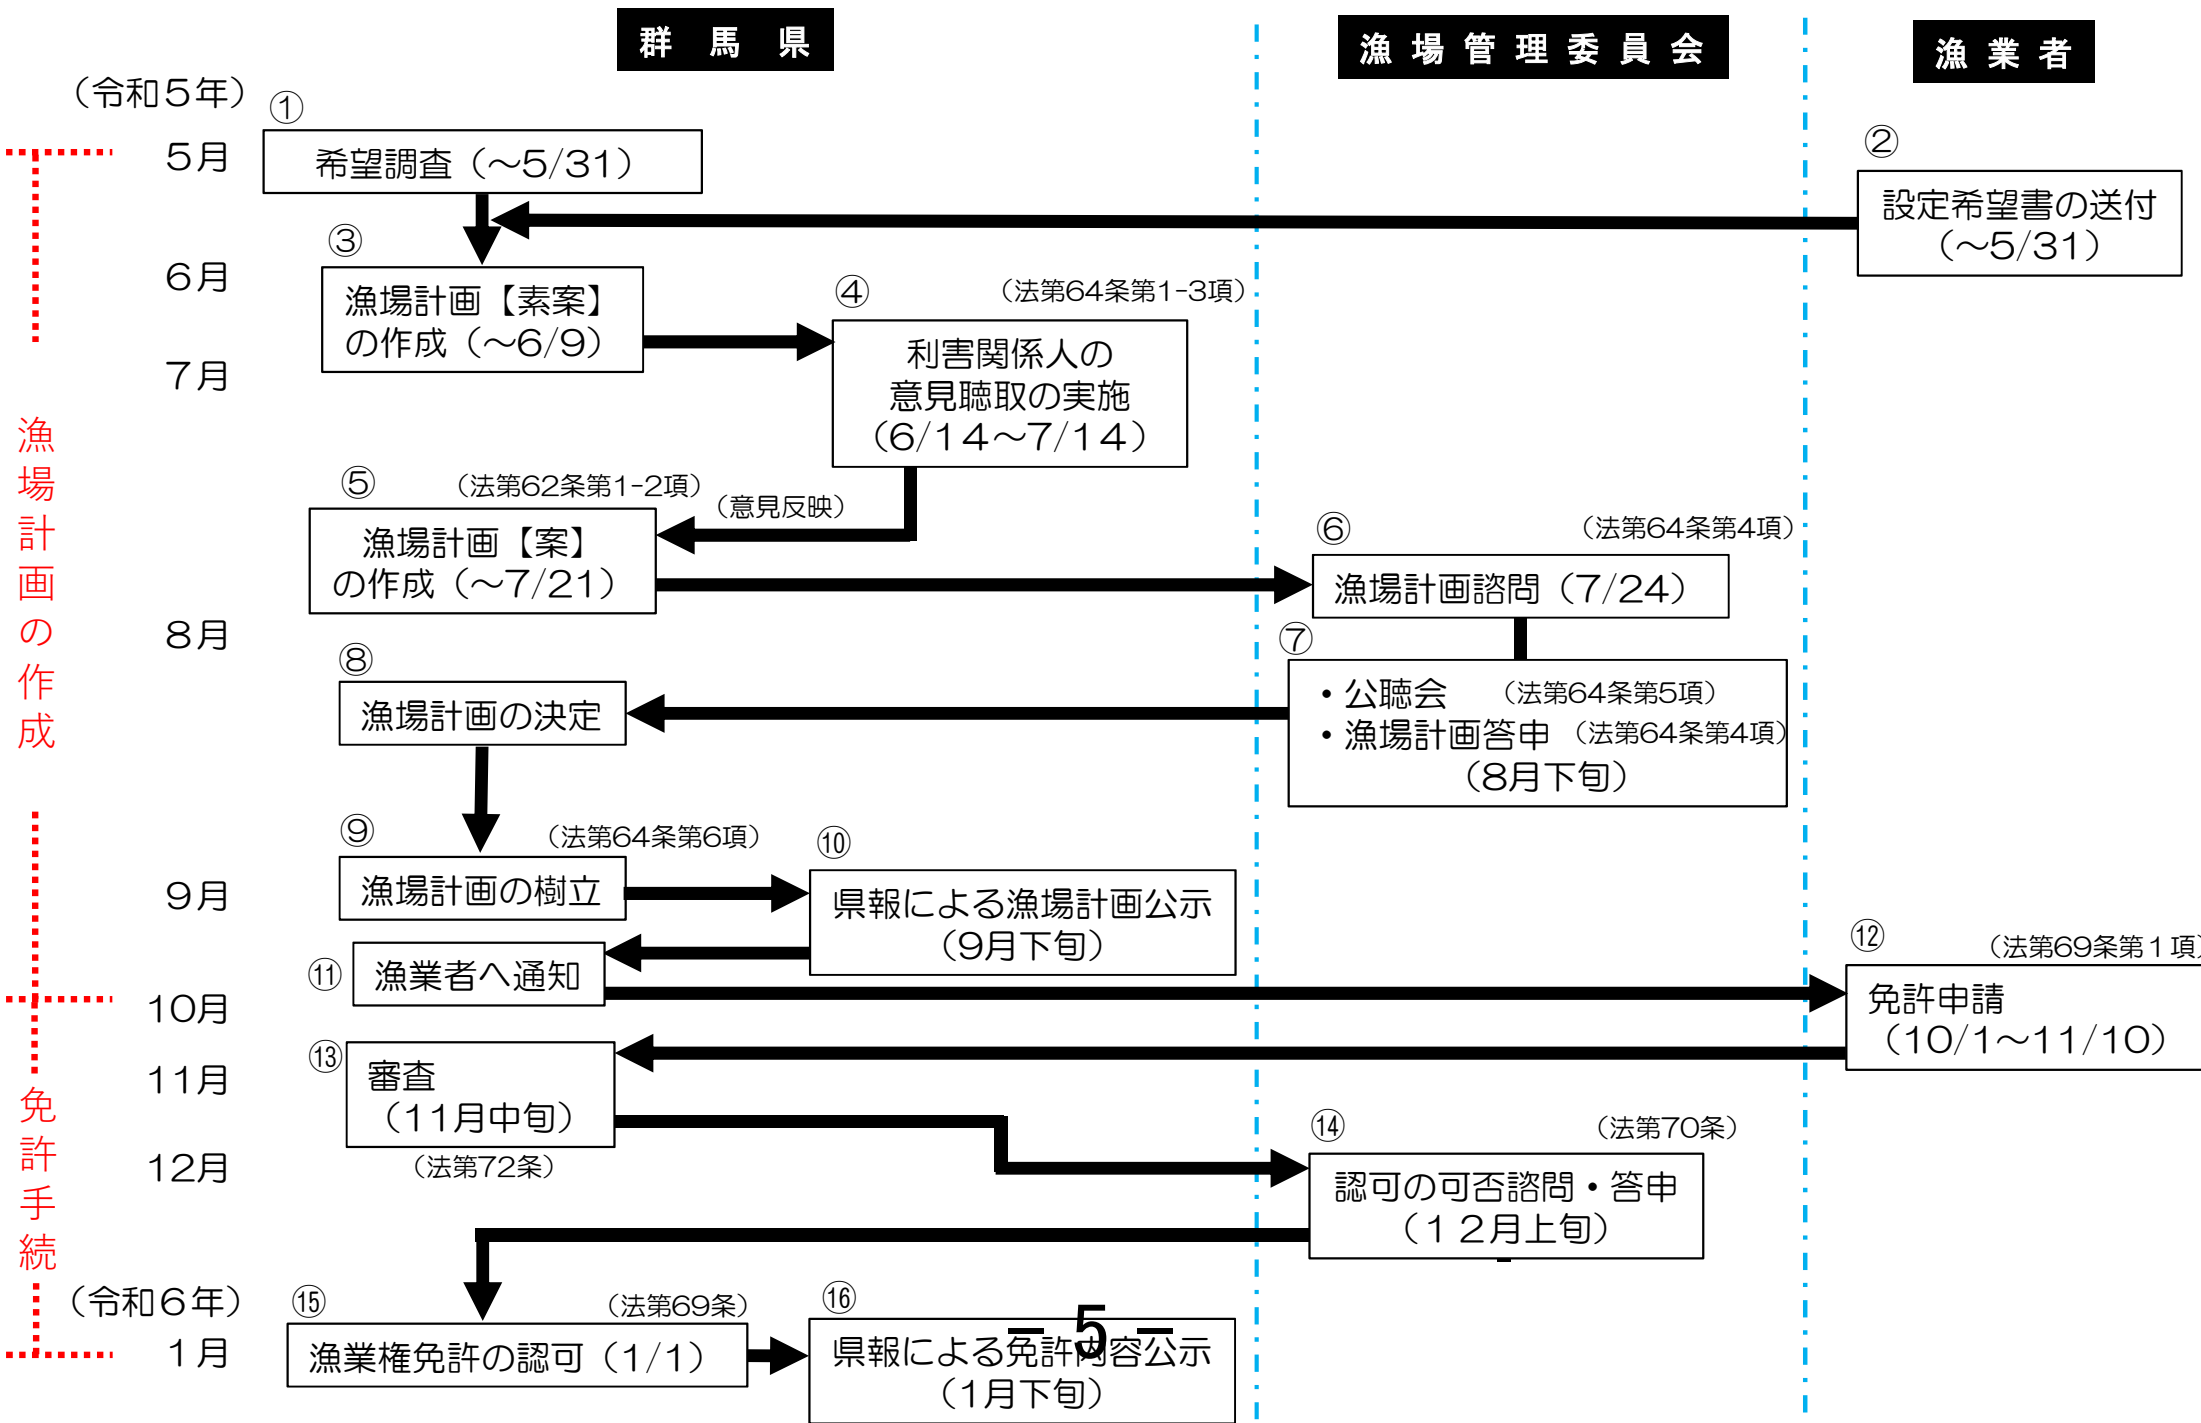 群馬県
漁場管理委員会
漁業者
（令和５年）
①
5月
希望調査（～5/31）
②
設定希望書の送付
（～5/31）
③
6月
漁場計画【素案】
の作成（～6/9）
④
（法第64条第1-3項）
利害関係人の
意見聴取の実施
（6/14～7/14）
7月
漁場計画の作成
⑤
（法第62条第1-2項）
（意見反映）
漁場計画【案】
の作成（～7/21）
⑥
（法第64条第4項）
漁場計画諮問（7/24）
8月
⑦
・公聴会　（法第64条第5項）
・漁場計画答申　（法第64条第4項）
（8月下旬）
⑧
漁場計画の決定
⑨
（法第64条第6項）
漁場計画の樹立
9月
⑩
県報による漁場計画公示
（9月下旬）
⑪
漁業者へ通知
10月
⑫
（法第69条第１項）
免許申請
（10/1～11/10）
⑬
11月
審査
（11月中旬）
（法第72条）
免許手続
12月
⑭
（法第70条）
認可の可否諮問・答申
（１２月上旬）
（令和６年）
１月
⑮
（法第69条）
漁業権免許の認可（1/1）
⑯
県報による免許内容公示
（1月下旬）
－ 5 －